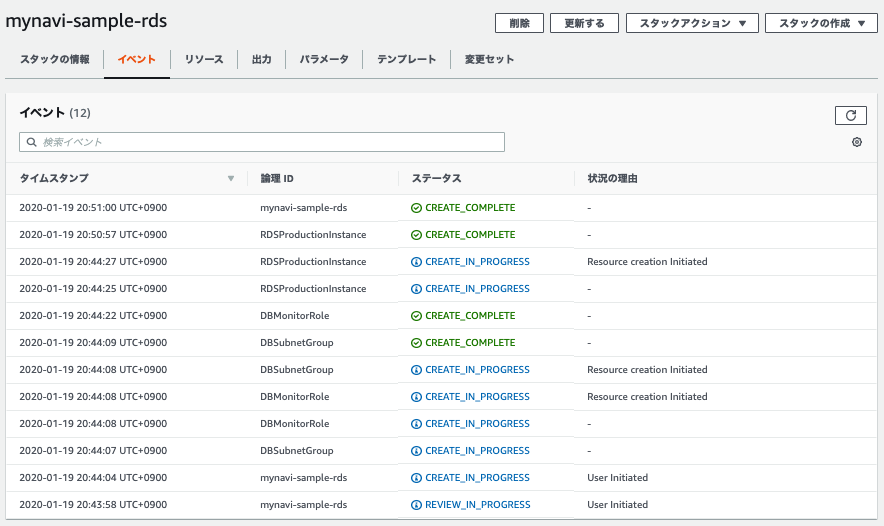 mynavi-sample-rds
削除 更新する スタックアクション ▼ スタックの作成 ▼
スタックの情報 イベント リソース 出力 パラメータ テンプレート 変更セット
イベント (12)
検索イベント
タイムスタンプ ▼ 論理 ID ステータス 状況の理由
2020-01-19 20:51:00 UTC+0900 mynavi-sample-rds CREATE_COMPLETE -
2020-01-19 20:50:57 UTC+0900 RDSProductionInstance CREATE_COMPLETE -
2020-01-19 20:44:27 UTC+0900 RDSProductionInstance CREATE_IN_PROGRESS Resource creation Initiated
2020-01-19 20:44:25 UTC+0900 RDSProductionInstance CREATE_IN_PROGRESS -
2020-01-19 20:44:22 UTC+0900 DBMonitorRole CREATE_COMPLETE -
2020-01-19 20:44:09 UTC+0900 DBSubnetGroup CREATE_COMPLETE -
2020-01-19 20:44:08 UTC+0900 DBSubnetGroup CREATE_IN_PROGRESS Resource creation Initiated
2020-01-19 20:44:08 UTC+0900 DBMonitorRole CREATE_IN_PROGRESS Resource creation Initiated
2020-01-19 20:44:08 UTC+0900 DBMonitorRole CREATE_IN_PROGRESS -
2020-01-19 20:44:07 UTC+0900 DBSubnetGroup CREATE_IN_PROGRESS -
2020-01-19 20:44:04 UTC+0900 mynavi-sample-rds CREATE_IN_PROGRESS User Initiated
2020-01-19 20:43:58 UTC+0900 mynavi-sample-rds REVIEW_IN_PROGRESS User Initiated